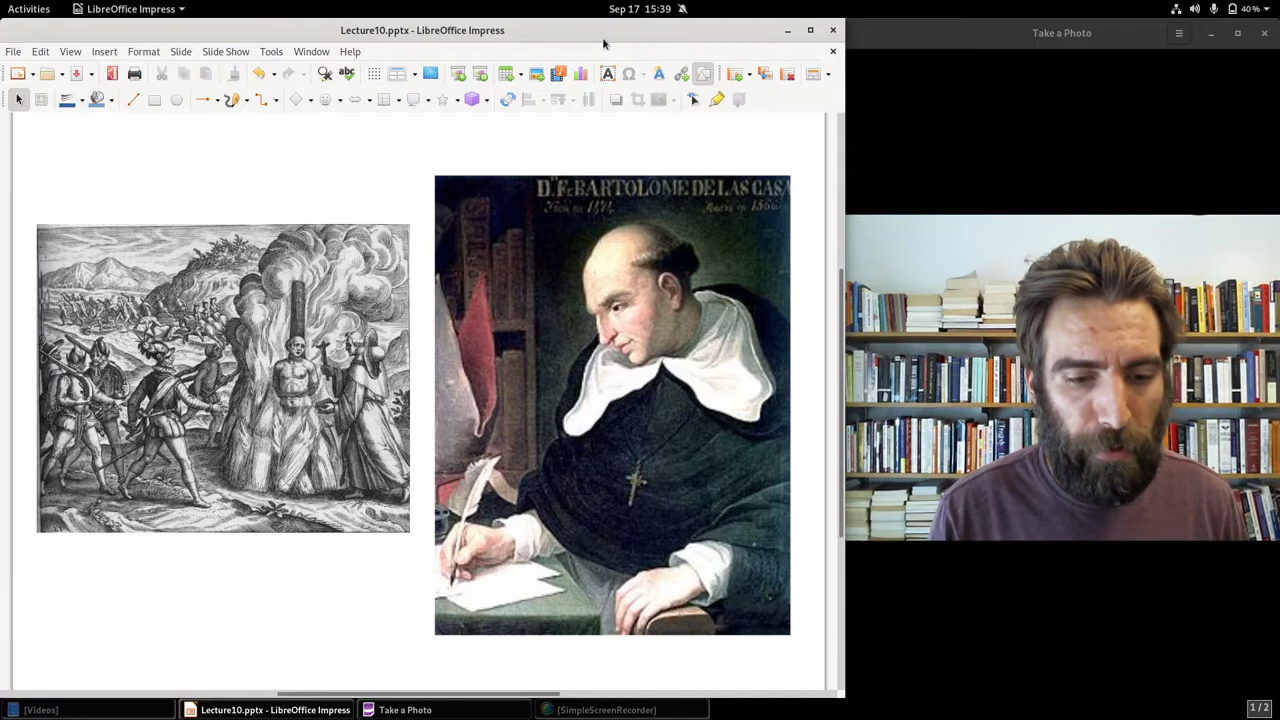 Activities LibreOffice Impress Sep 17 15:39 40%
Lecture10.pptx - LibreOffice Impress
Take a Photo
File Edit View Insert Format Slide Slide Show Tools Window Help
abc
D.n Fr. BARTOLOME DE LAS CASA
[Videos] Lecture10.pptx - LibreOffice Impress Take a Photo [SimpleScreenRecorder] 1/2